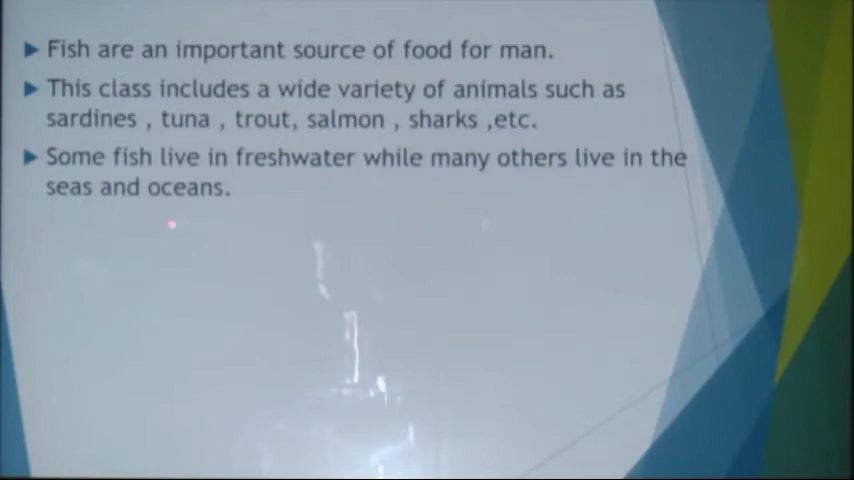 Fish are an important source of food for man.
This class includes a wide variety of animals such as
sardines , tuna , trout, salmon , sharks ,etc.
Some fish live in freshwater while many others live in the
seas and oceans.